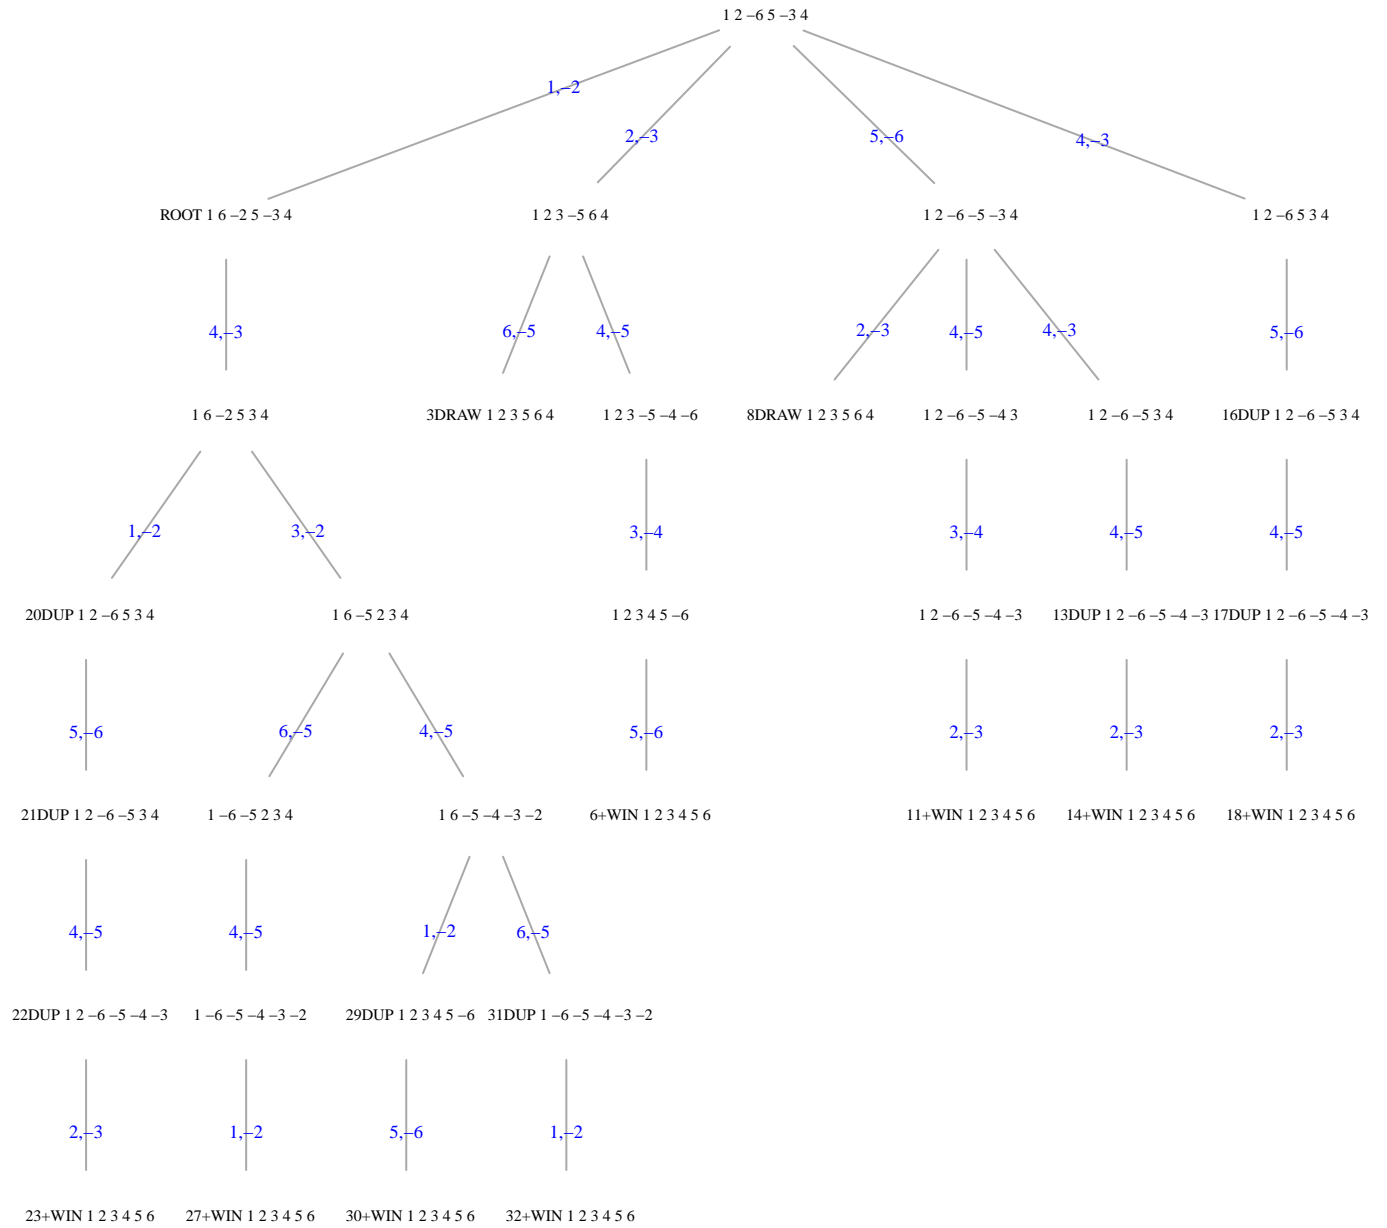 1 2 −6 5 −3 4
1,−2
2,−3
5,−6
4,−3
ROOT 1 6 −2 5 −3 4
1 2 3 −5 6 4
1 2 −6 −5 −3 4
1 2 −6 5 3 4
4,−3
6,−5
4,−5
2,−3
4,−5
4,−3
5,−6
1 6 −2 5 3 4
3DRAW 1 2 3 5 6 4
1 2 3 −5 −4 −6
8DRAW 1 2 3 5 6 4
1 2 −6 −5 −4 3
1 2 −6 −5 3 4
16DUP 1 2 −6 −5 3 4
1,−2
3,−2
3,−4
3,−4
4,−5
4,−5
20DUP 1 2 −6 5 3 4
1 6 −5 2 3 4
1 2 3 4 5 −6
1 2 −6 −5 −4 −3
13DUP 1 2 −6 −5 −4 −3
17DUP 1 2 −6 −5 −4 −3
5,−6
6,−5
4,−5
5,−6
2,−3
2,−3
2,−3
21DUP 1 2 −6 −5 3 4
1 −6 −5 2 3 4
1 6 −5 −4 −3 −2
6+WIN 1 2 3 4 5 6
11+WIN 1 2 3 4 5 6
14+WIN 1 2 3 4 5 6
18+WIN 1 2 3 4 5 6
4,−5
4,−5
1,−2
6,−5
22DUP 1 2 −6 −5 −4 −3
1 −6 −5 −4 −3 −2
29DUP 1 2 3 4 5 −6
31DUP 1 −6 −5 −4 −3 −2
2,−3
1,−2
5,−6
1,−2
23+WIN 1 2 3 4 5 6
27+WIN 1 2 3 4 5 6
30+WIN 1 2 3 4 5 6
32+WIN 1 2 3 4 5 6